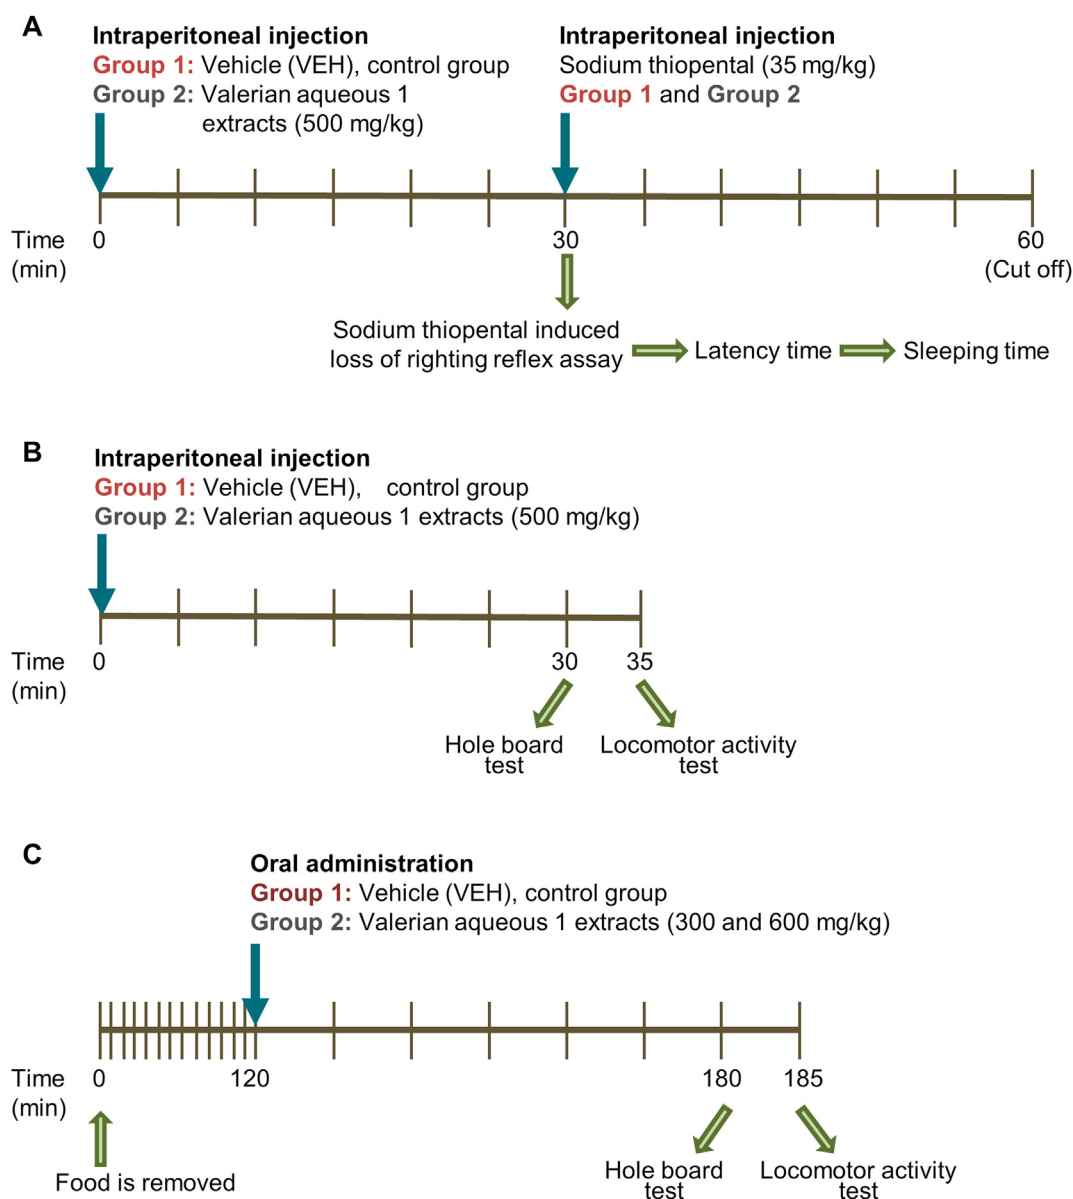 A
Intraperitoneal injection
Group 1: Vehicle (VEH), control group
Group 2: Valerian aqueous 1
extracts (500 mg/kg)
Intraperitoneal injection
Sodium thiopental (35 mg/kg)
Group 1 and Group 2
Time
(min)
0
30
60
(Cut off)
Sodium thiopental induced
loss of righting reflex assay
Latency time
Sleeping time
B
Intraperitoneal injection
Group 1: Vehicle (VEH), control group
Group 2: Valerian aqueous 1 extracts (500 mg/kg)
Time
(min)
0
30
35
Hole board
test
Locomotor activity
test
C
Oral administration
Group 1: Vehicle (VEH), control group
Group 2: Valerian aqueous 1 extracts (300 and 600 mg/kg)
Time
(min)
0
120
180
185
Food is removed
Hole board
test
Locomotor activity
test